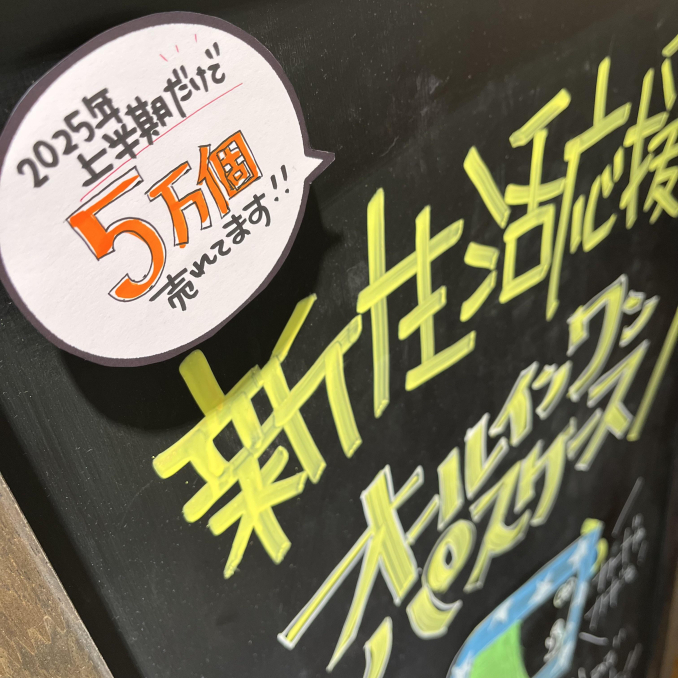 2025年
上半期だけで
5万個
売れてます!!
新生活応援
オールインワン
パスケース